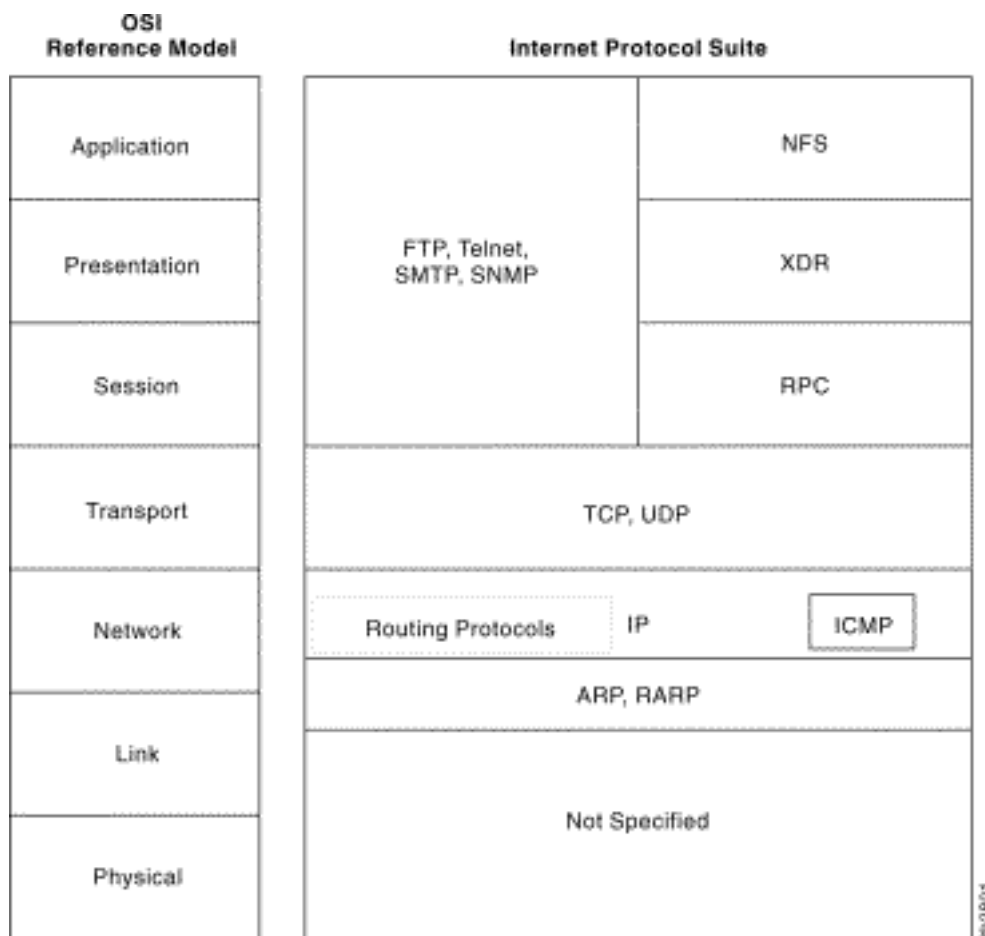 OSI
Reference Model
Internet Protocol Suite
Application
Presentation
Session
Transport
Network
Link
Physical
FTP, Telnet,
SMTP, SNMP
NFS
XDR
RPC
TCP, UDP
Routing Protocols
IP
ICMP
ARP, RARP
Not Specified